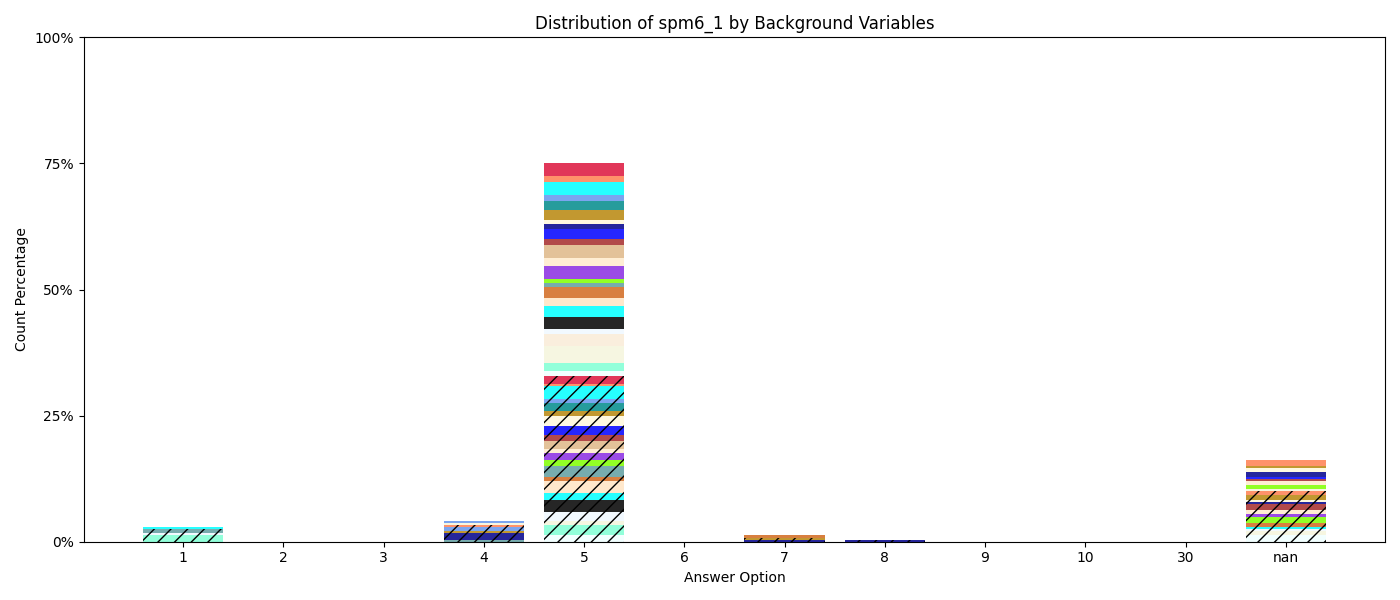 Distribution of spm6_1 by Background Variables
100%
75%
50%
25%
0%
Count Percentage
1 2 3 4 5 6 7 8 9 10 30 nan
Answer Option